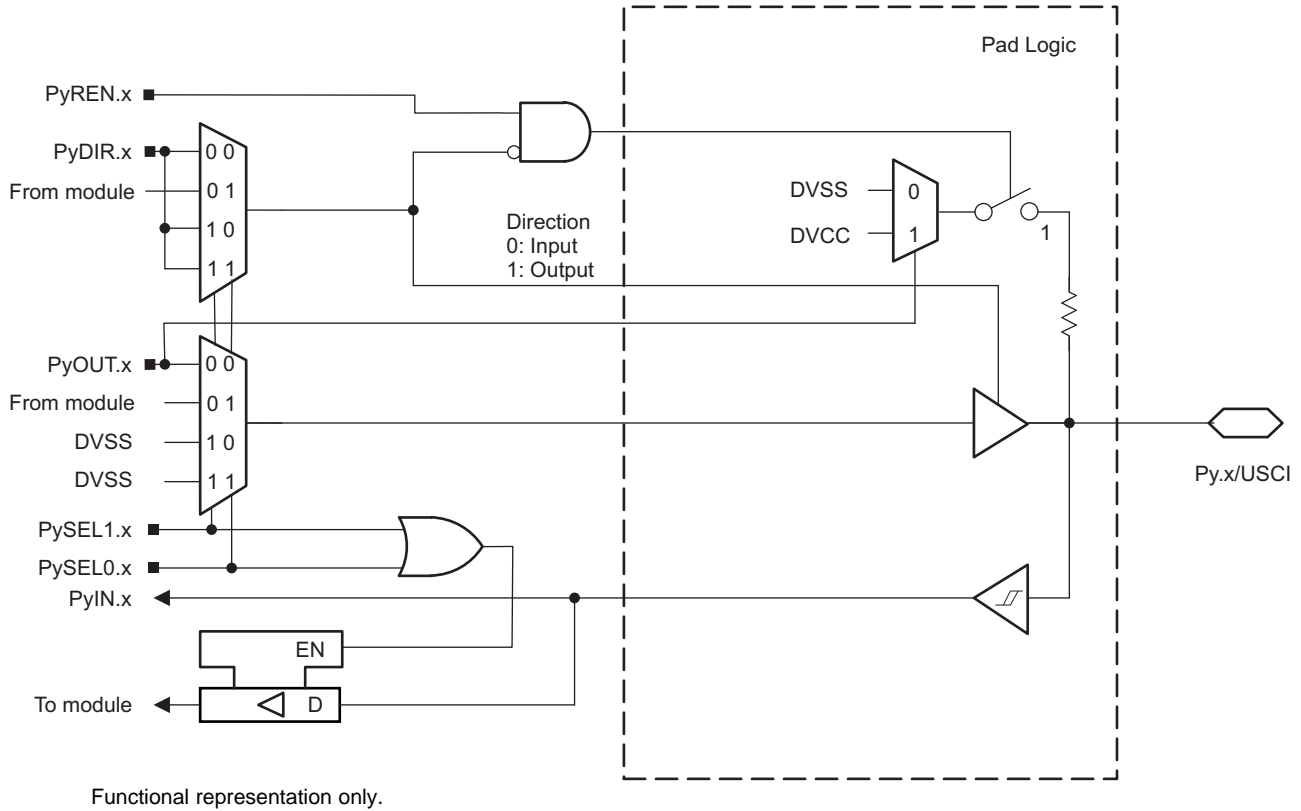 Pad Logic
PyREN.x
PyDIR.x
0 0
From module
0 1
1 0
1 1
Direction
0: Input
1: Output
DVSS
0
DVCC
1
1
PyOUT.x
0 0
From module
0 1
DVSS
1 0
DVSS
1 1
Py.x/USCI
PySEL1.x
PySEL0.x
PyIN.x
EN
To module
D
Functional representation only.